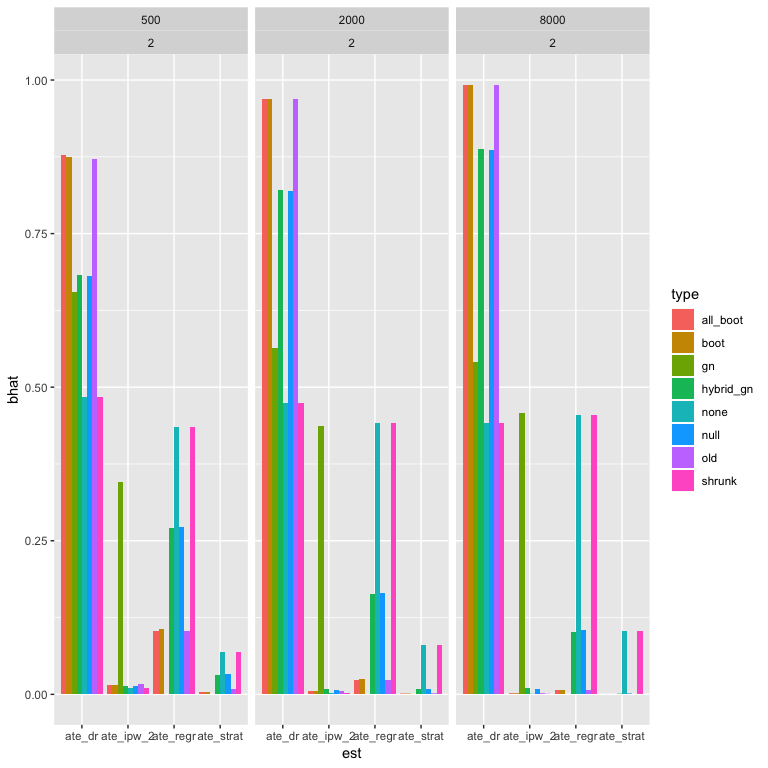 500 2000 8000
2 2 2
1.00
0.75
0.50
0.25
0.00
bhat
ate_dr ate_ipw_2 ate_regr ate_strat ate_dr ate_ipw_2 ate_regr ate_strat ate_dr ate_ipw_2 ate_regr ate_strat
est
type
all_boot
boot
gn
hybrid_gn
none
null
old
shrunk